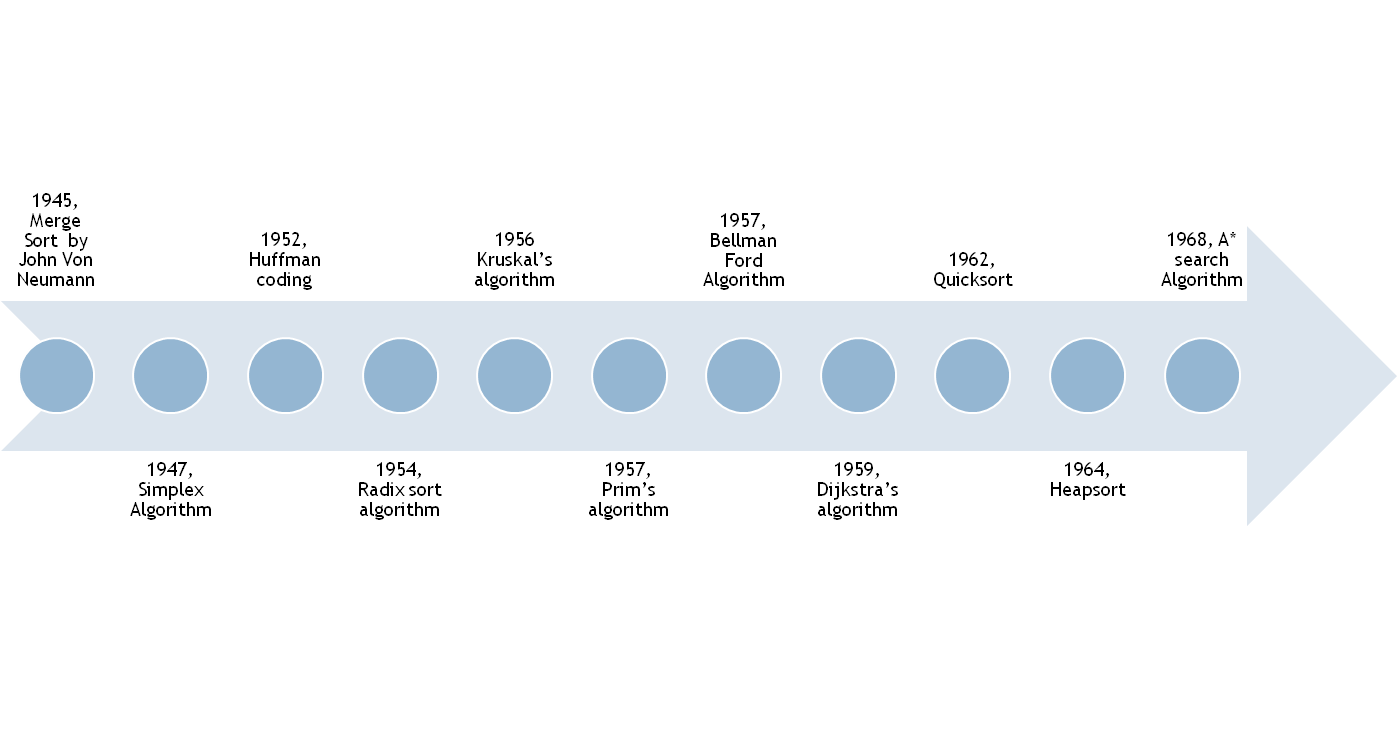 1945,
Merge
Sort by
John Von
Neumann
1947,
Simplex
Algorithm
1952,
Huffman
coding
1954,
Radix sort
algorithm
1956
Kruskal's
algorithm
1957,
Prim's
algorithm
1957,
Bellman
Ford
Algorithm
1959,
Dijkstra's
algorithm
1962,
Quicksort
1964,
Heapsort
1968, A*
search
Algorithm